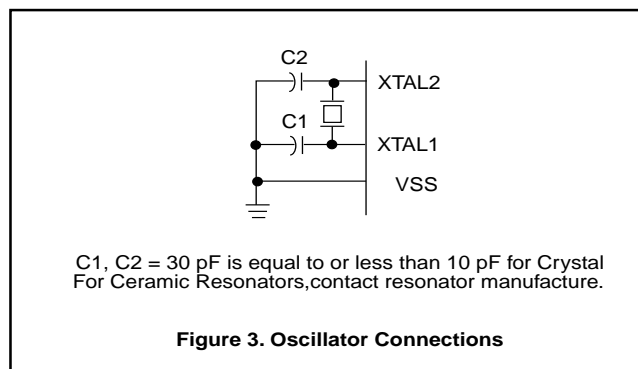 C2
XTAL2
C1
XTAL1
VSS
C1, C2 = 30 pF is equal to or less than 10 pF for Crystal
For Ceramic Resonators,contact resonator manufacture.
Figure 3. Oscillator Connections